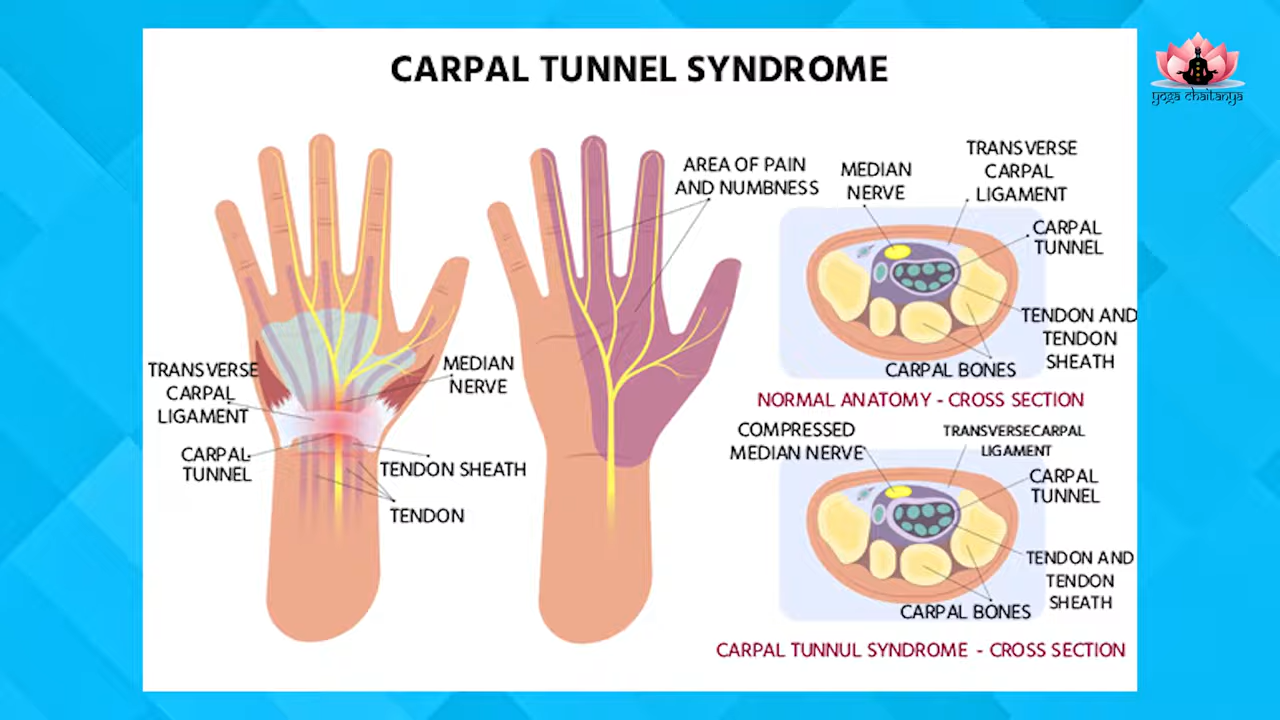 CARPAL TUNNEL SYNDROME
yoga chaitanya
TRANSVERSE
CARPAL
LIGAMENT
CARPAL
TUNNEL
MEDIAN
NERVE
TENDON SHEATH
TENDON
AREA OF PAIN
AND NUMBNESS
MEDIAN
NERVE
TRANSVERSE
CARPAL
LIGAMENT
CARPAL
TUNNEL
TENDON AND
TENDON
SHEATH
CARPAL BONES
NORMAL ANATOMY - CROSS SECTION
COMPRESSED
MEDIAN NERVE
TRANSVERSECARPAL
LIGAMENT
CARPAL
TUNNEL
TENDON AND
TENDON
SHEATH
CARPAL BONES
CARPAL TUNNUL SYNDROME - CROSS SECTION